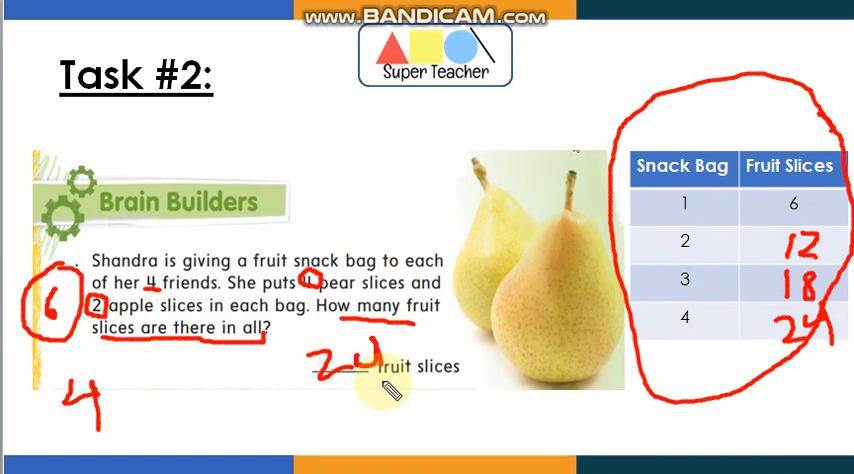 www.BANDICAM.com
Task #2:
Super Teacher
Brain Builders
Shandra is giving a fruit snack bag to each
of her 4 friends. She puts 4 pear slices and
2 apple slices in each bag. How many fruit
slices are there in all?
6
24 fruit slices
4
Snack Bag Fruit Slices
1 6
2 12
3 18
4 24